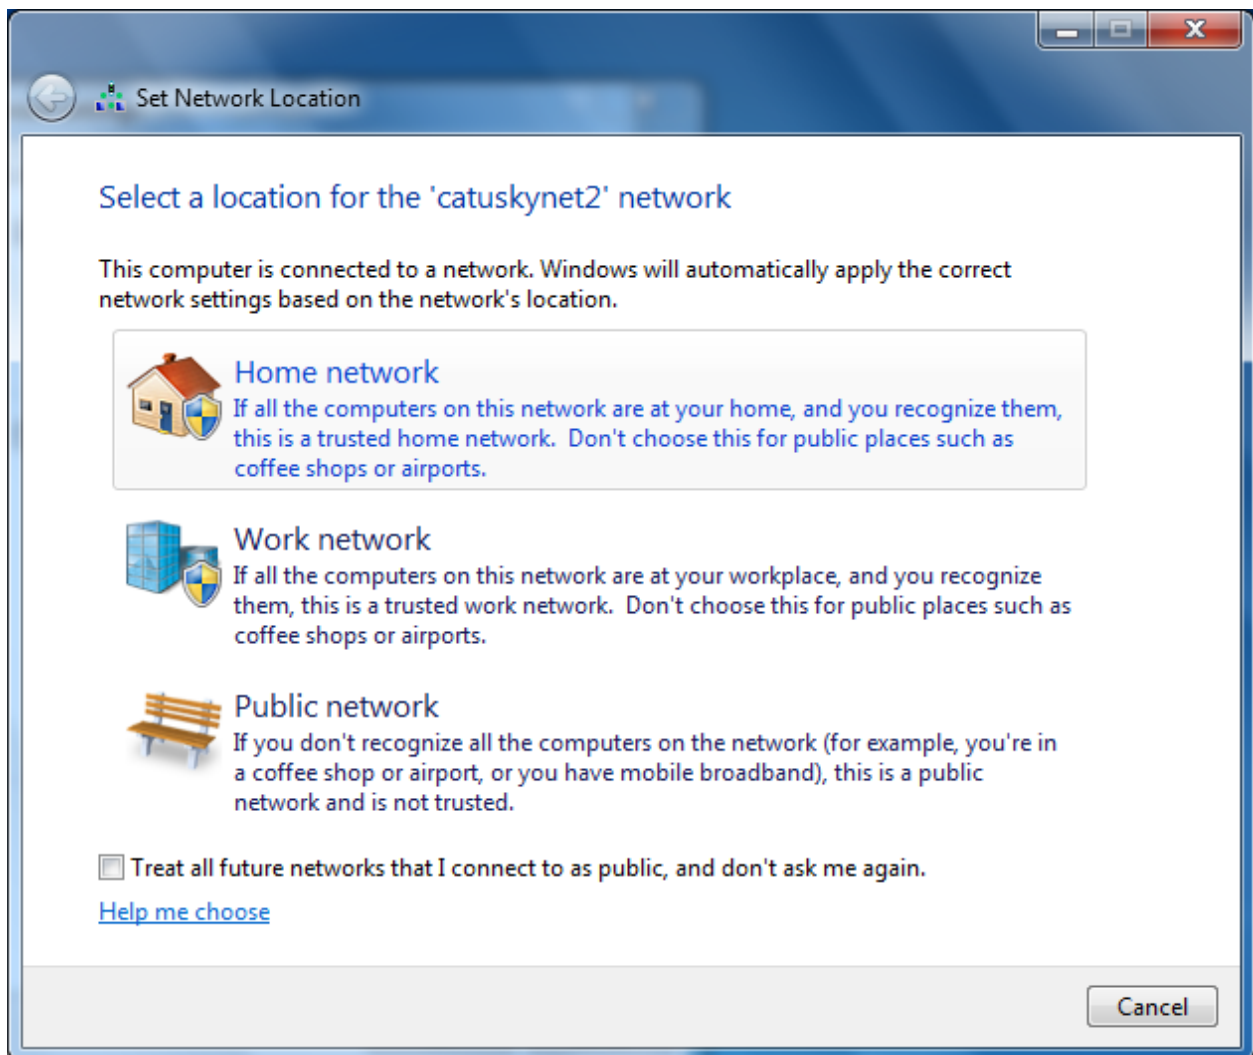 Set Network Location
Select a location for the 'catuskynet2' network
This computer is connected to a network. Windows will automatically apply the correct
network settings based on the network's location.
Home network
If all the computers on this network are at your home, and you recognize them,
this is a trusted home network.  Don't choose this for public places such as
coffee shops or airports.
Work network
If all the computers on this network are at your workplace, and you recognize
them, this is a trusted work network.  Don't choose this for public places such as
coffee shops or airports.
Public network
If you don't recognize all the computers on the network (for example, you're in
a coffee shop or airport, or you have mobile broadband), this is a public
network and is not trusted.
Treat all future networks that I connect to as public, and don't ask me again.
Help me choose
Cancel